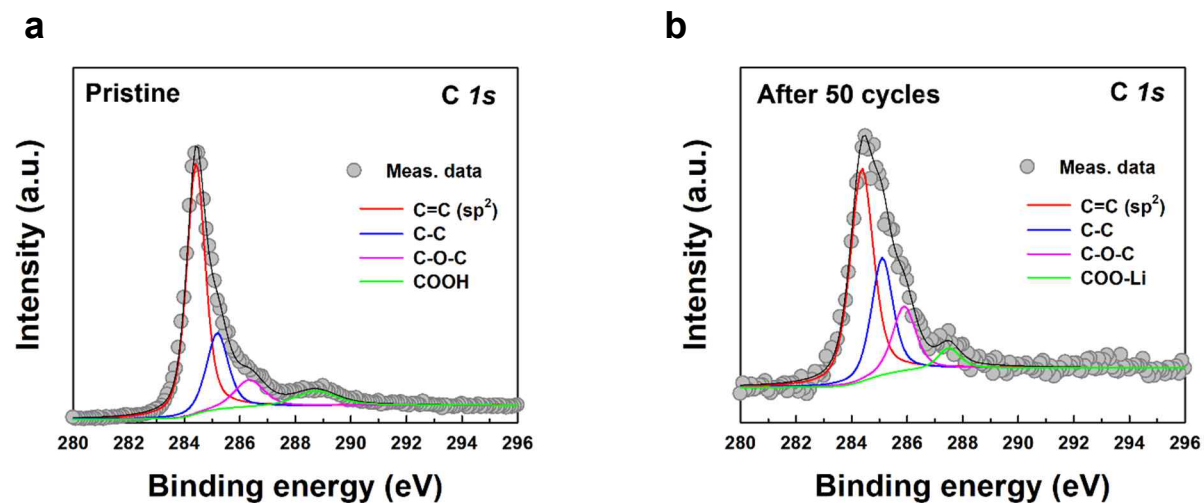 a
Pristine
C 1s
Meas. data
C=C (sp²)
C-C
C-O-C
COOH
Intensity (a.u.)
280 282 284 286 288 290 292 294 296
Binding energy (eV)
b
After 50 cycles
C 1s
Meas. data
C=C (sp²)
C-C
C-O-C
COO-Li
Intensity (a.u.)
280 282 284 286 288 290 292 294 296
Binding energy (eV)